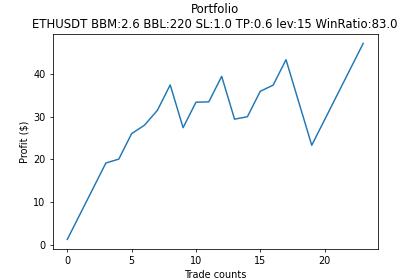 Portfolio
ETHUSDT BBM:2.6 BBL:220 SL:1.0 TP:0.6 lev:15 WinRatio:83.0
40
30
20
10
0
Profit ($)
0 5 10 15 20
Trade counts